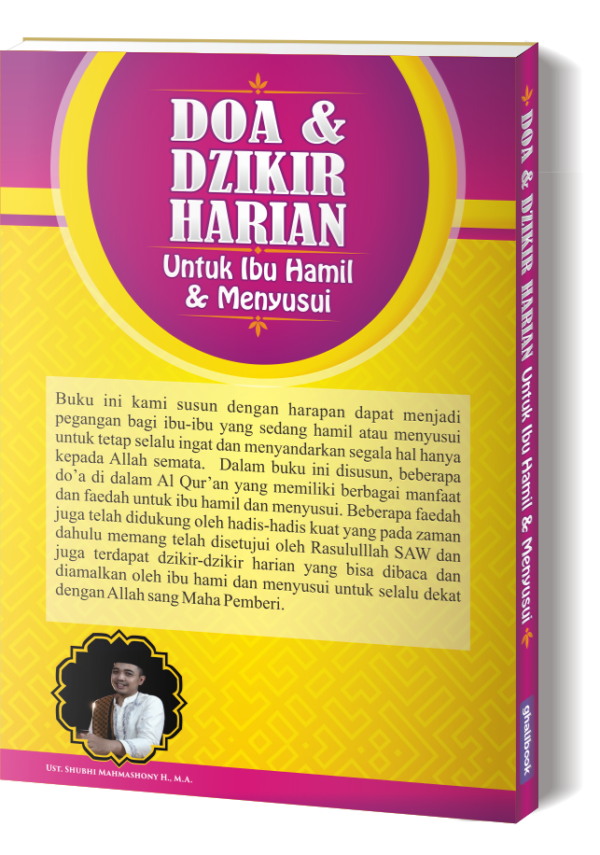 DOA &
DZIKIR
HARIAN
Untuk Ibu Hamil
& Menyusui
Buku ini kami susun dengan harapan dapat menjadi
pegangan bagi ibu-ibu yang sedang hamil atau menyusui
untuk tetap selalu ingat dan menyandarkan segala hal hanya
kepada Allah semata. Dalam buku ini disusun, beberapa
do’a di dalam Al Qur’an yang memiliki berbagai manfaat
dan faedah untuk ibu hamil dan menyusui. Beberapa faedah
juga telah didukung oleh hadis-hadis kuat yang pada zaman
dahulu memang telah disetujui oleh Rasululllah SAW dan
juga terdapat dzikir-dzikir harian yang bisa dibaca dan
diamalkan oleh ibu hami dan menyusui untuk selalu dekat
dengan Allah sang Maha Pemberi.
UST. SHUBHI MAHMASHONY H., M.A.
DOA & DZIKIR HARIAN Untuk Ibu Hamil & Menyusui
ghalibook